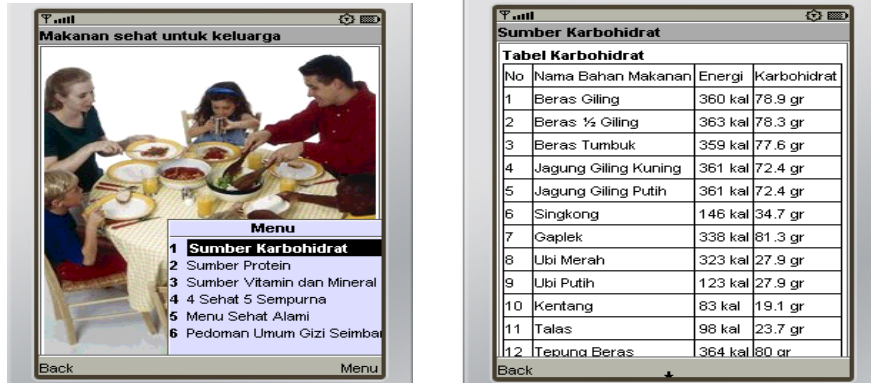 Makanan sehat untuk keluarga
Menu
1 Sumber Karbohidrat
2 Sumber Protein
3 Sumber Vitamin dan Mineral
4 4 Sehat 5 Sempurna
5 Menu Sehat Alami
6 Pedoman Umum Gizi Seimba
Back Menu
Sumber Karbohidrat
Tabel Karbohidrat
No Nama Bahan Makanan Energi Karbohidrat
1 Beras Giling 360 kal 78.9 gr
2 Beras ½ Giling 363 kal 78.3 gr
3 Beras Tumbuk 359 kal 77.6 gr
4 Jagung Giling Kuning 361 kal 72.4 gr
5 Jagung Giling Putih 361 kal 72.4 gr
6 Singkong 146 kal 34.7 gr
7 Gaplek 338 kal 81.3 gr
8 Ubi Merah 323 kal 27.9 gr
9 Ubi Putih 123 kal 27.9 gr
10 Kentang 83 kal 19.1 gr
11 Talas 98 kal 23.7 gr
12 Tepung Beras 364 kal 80 gr
Back